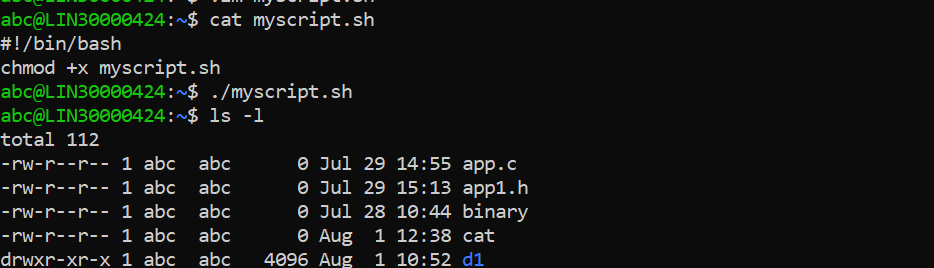 abc@LIN30000424:~$ cat myscript.sh
#!/bin/bash
chmod +x myscript.sh
abc@LIN30000424:~$ ./myscript.sh
abc@LIN30000424:~$ ls -l
total 112
-rw-r--r-- 1 abc  abc     0 Jul 29 14:55 app.c
-rw-r--r-- 1 abc  abc     0 Jul 29 15:13 app1.h
-rw-r--r-- 1 abc  abc     0 Jul 28 10:44 binary
-rw-r--r-- 1 abc  abc     0 Aug  1 12:38 cat
drwxr-xr-x 1 abc  abc  4096 Aug  1 10:52 d1